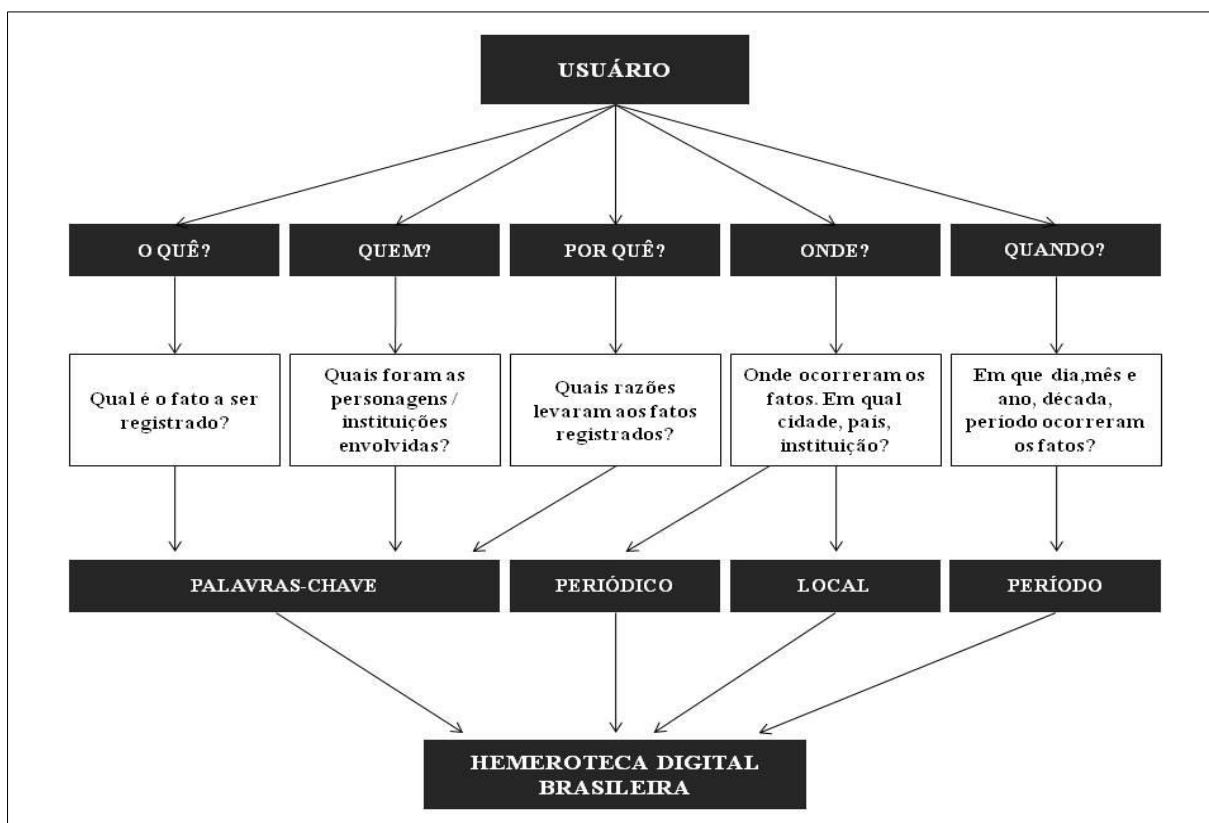 USUÁRIO
O QUÊ?
QUEM?
POR QUÊ?
ONDE?
QUANDO?
Qual é o fato a ser
registrado?
Quais foram as
personagens /
instituições
envolvidas?
Quais razões
levaram aos fatos
registrados?
Onde ocorreram os
fatos. Em qual
cidade, país,
instituição?
Em que dia,mês e
ano, década,
período ocorreram
os fatos?
PALAVRAS-CHAVE
PERIÓDICO
LOCAL
PERÍODO
HEMEROTECA DIGITAL
BRASILEIRA